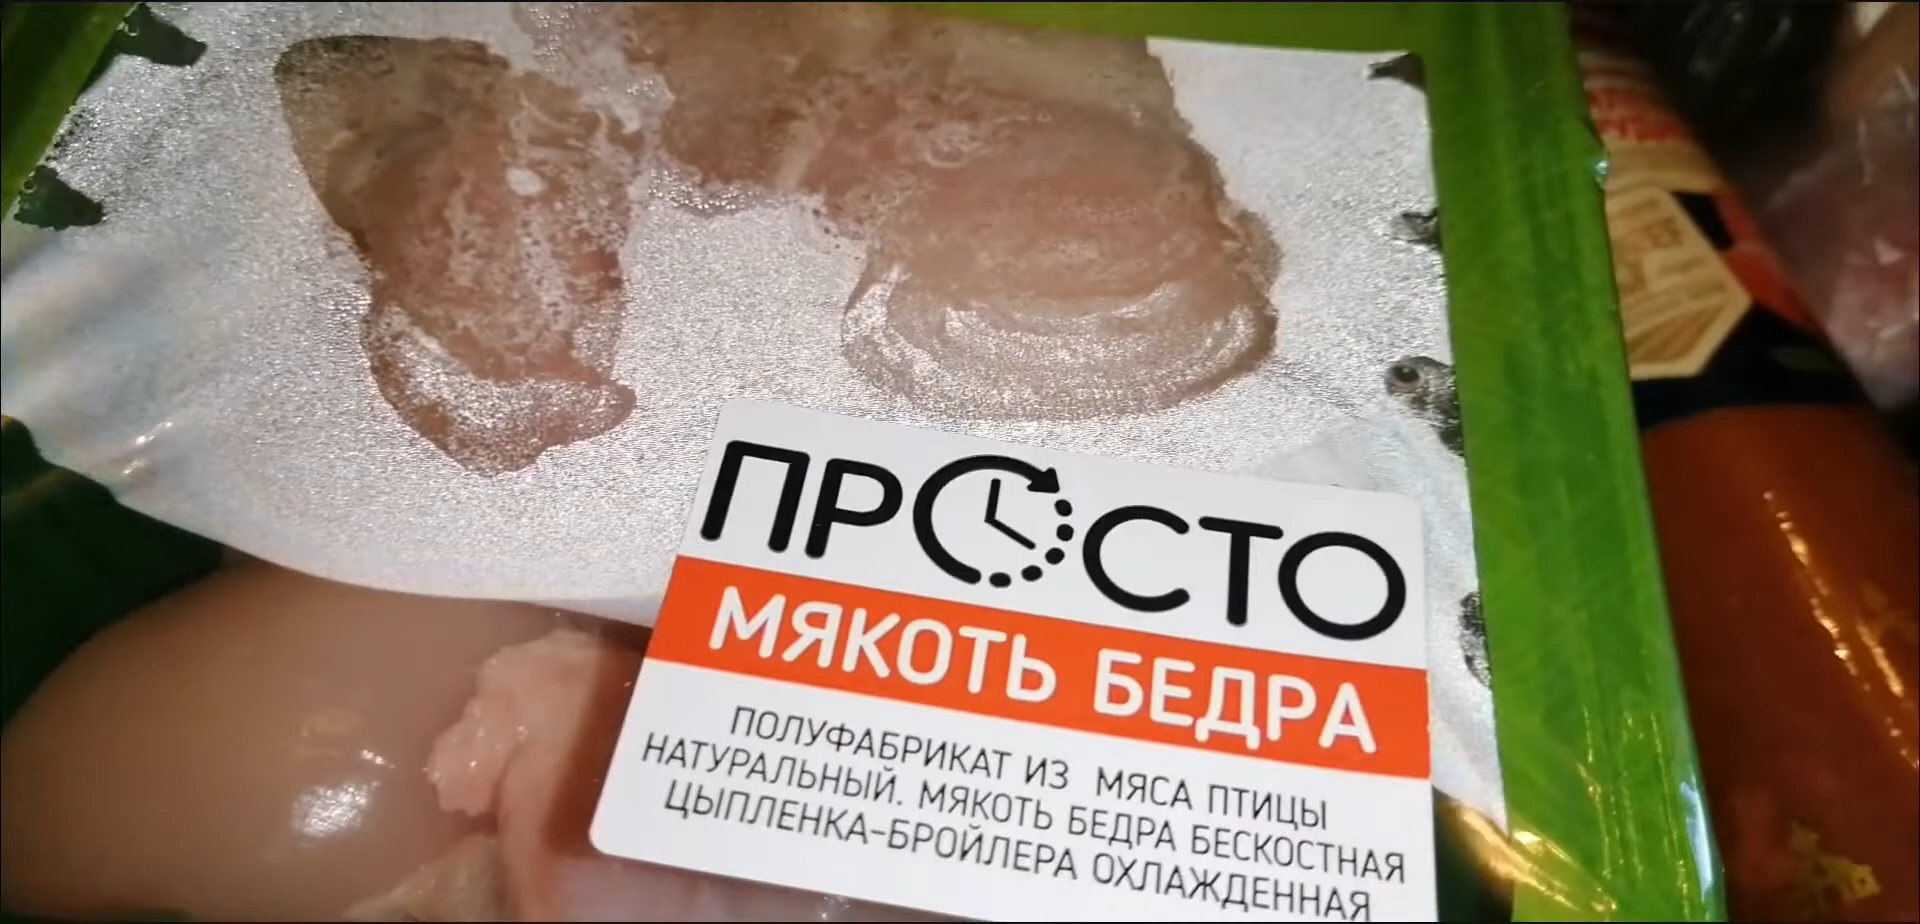 ПРОСТО
МЯКОТЬ БЕДРА
ПОЛУФАБРИКАТ ИЗ МЯСА ПТИЦЫ
НАТУРАЛЬНЫЙ. МЯКОТЬ БЕДРА БЕСКОСТНАЯ
ЦЫПЛЕНКА-БРОЙЛЕРА ОХЛАЖДЕННАЯ